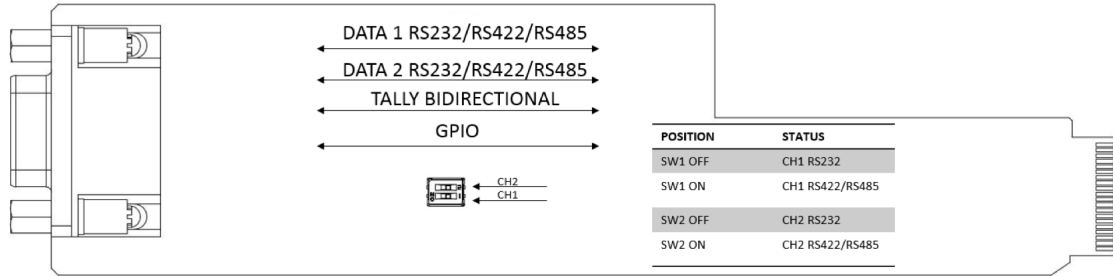 DATA 1 RS232/RS422/RS485
DATA 2 RS232/RS422/RS485
TALLY BIDIRECTIONAL
GPIO
CH2
CH1
POSITION STATUS
SW1 OFF CH1 RS232
SW1 ON CH1 RS422/RS485
SW2 OFF CH2 RS232
SW2 ON CH2 RS422/RS485